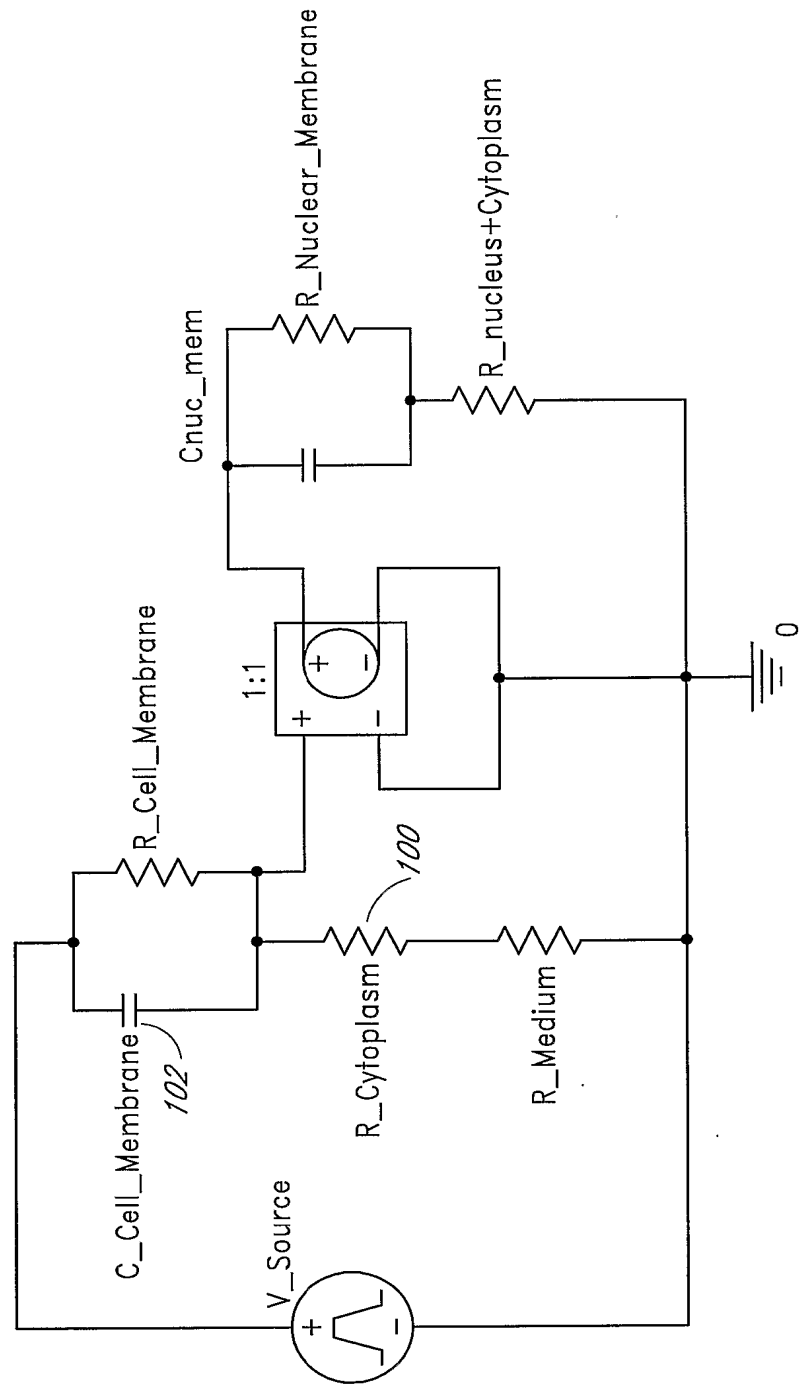 C_Cell_Membrane
102
R_Cell_Membrane
V_Source
+
-
R_Cytoplasm
100
R_Medium
1:1
+
-
+
-
Cnuc_mem
R_Nuclear_Membrane
R_nucleus+Cytoplasm
0